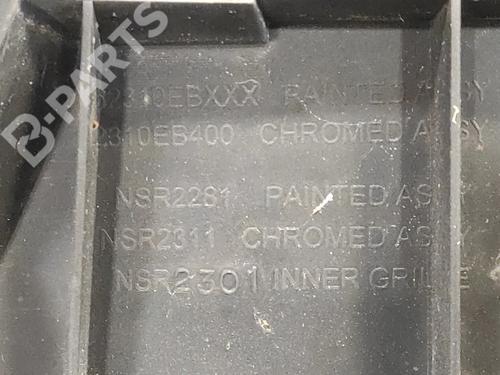 B-PARTS
62310EBXXX PAINTED ASSY
2310EB400 CHROMED ASSY
NSR2281 PAINTED ASSY
NSR2311 CHROMED ASSY
NSR2301 INNER GRILLE